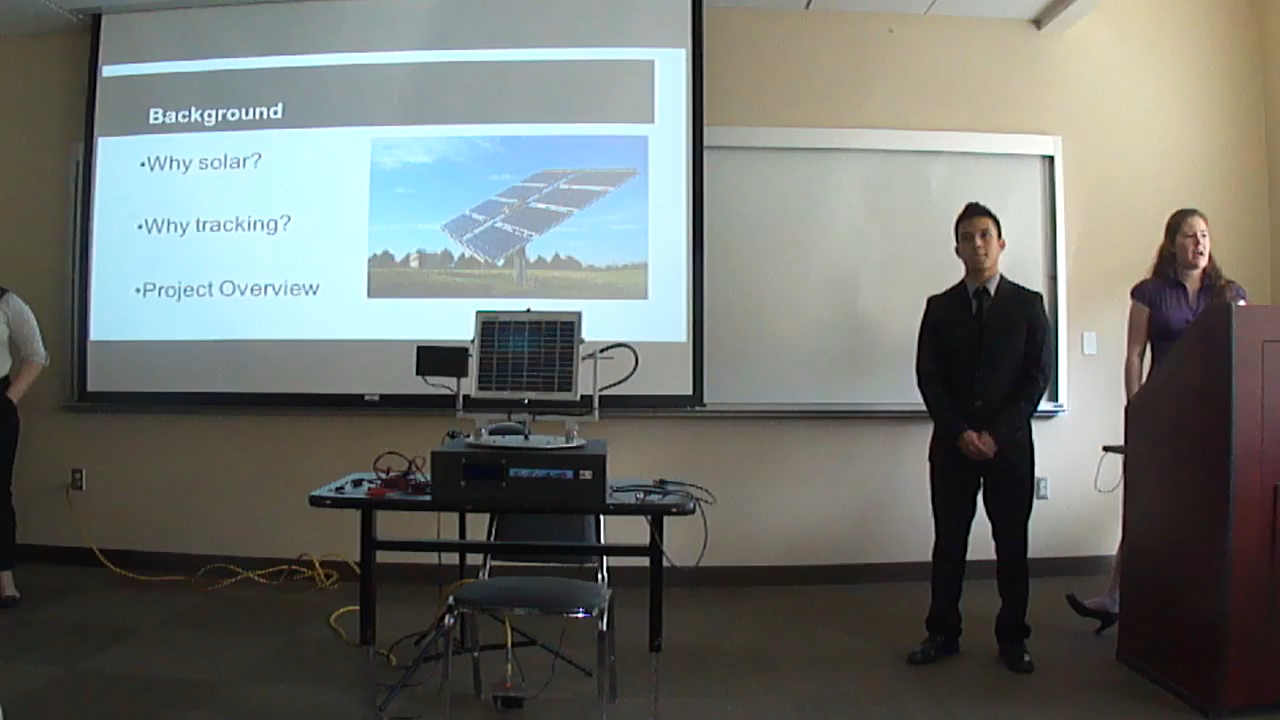 Background
•Why solar?
•Why tracking?
•Project Overview